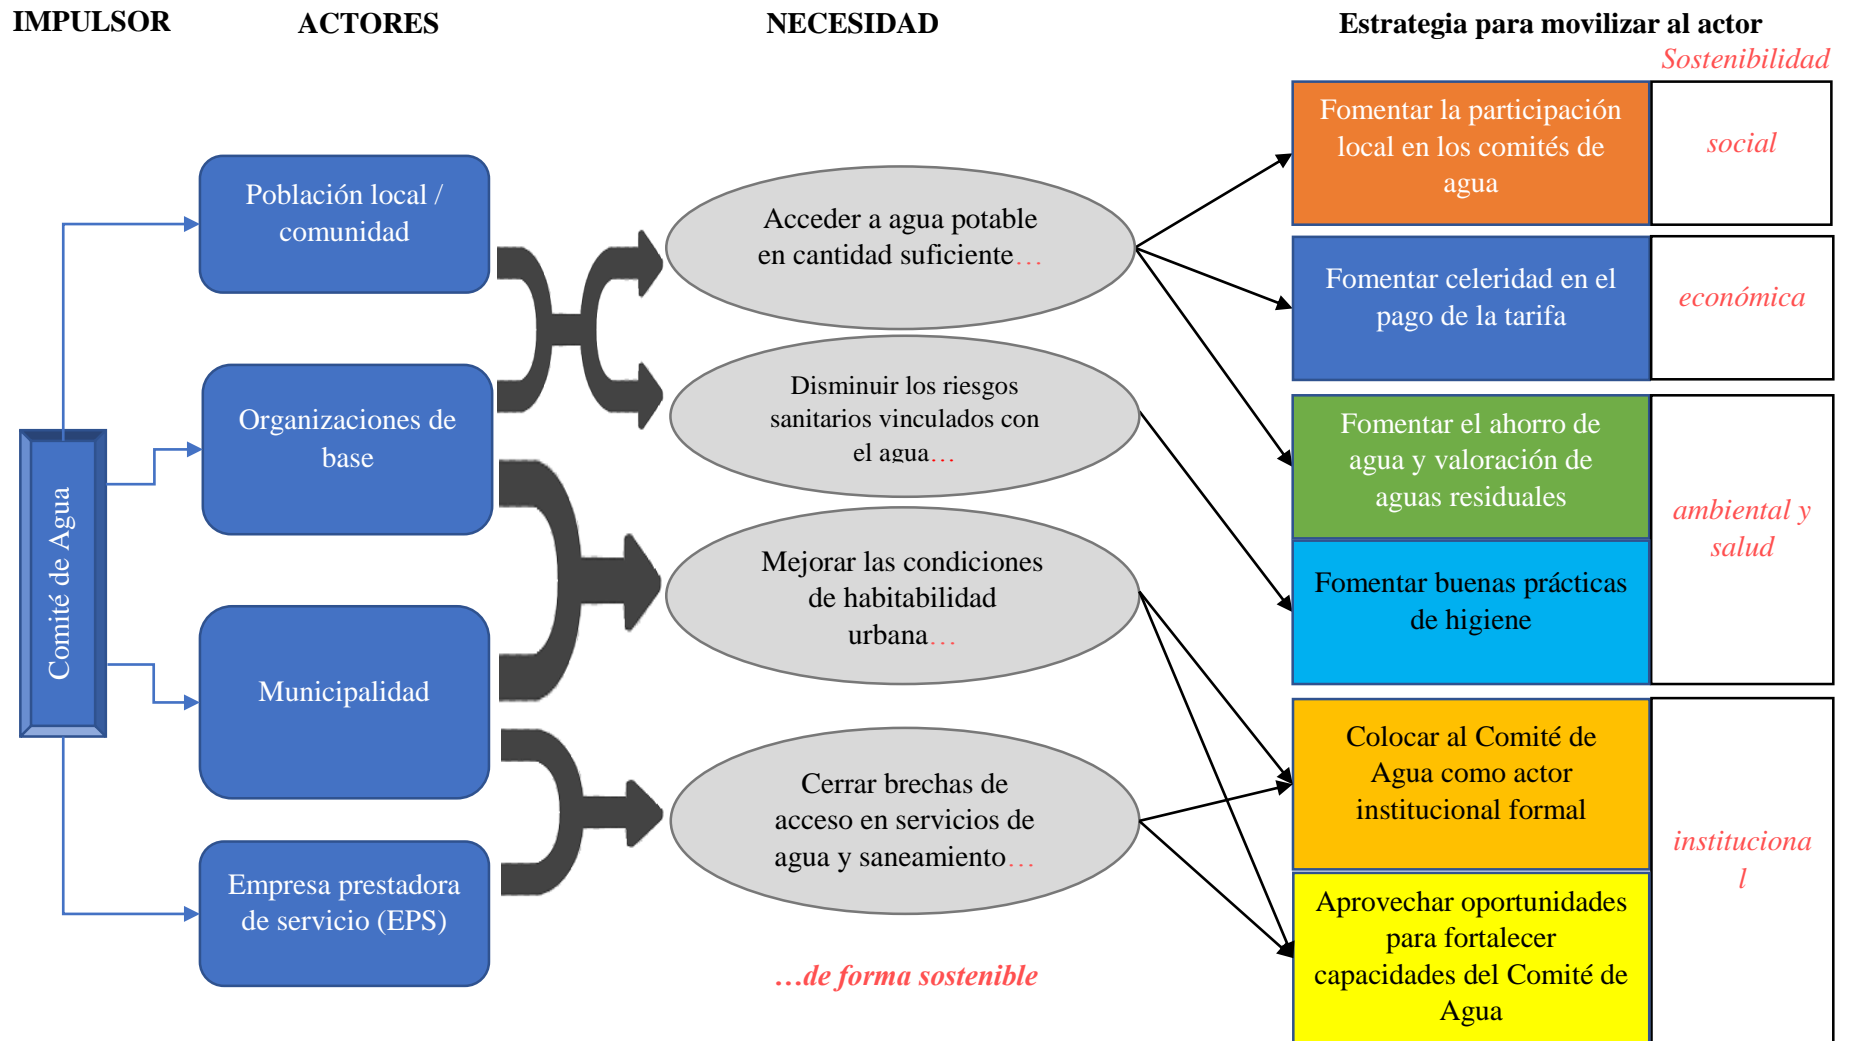 IMPULSOR
ACTORES
NECESIDAD
Estrategia para movilizar al actor
Sostenibilidad
Comité de Agua
Población local /
comunidad
Organizaciones de
base
Municipalidad
Empresa prestadora
de servicio (EPS)
Acceder a agua potable
en cantidad suficiente…
Disminuir los riesgos
sanitarios vinculados con
el agua…
Mejorar las condiciones
de habitabilidad
urbana…
Cerrar brechas de
acceso en servicios de
agua y saneamiento…
…de forma sostenible
Fomentar la participación
local en los comités de
agua
social
Fomentar celeridad en el
pago de la tarifa
económica
Fomentar el ahorro de
agua y valoración de
aguas residuales
Fomentar buenas prácticas
de higiene
ambiental y
salud
Colocar al Comité de
Agua como actor
institucional formal
Aprovechar oportunidades
para fortalecer
capacidades del Comité de
Agua
instituciona
l